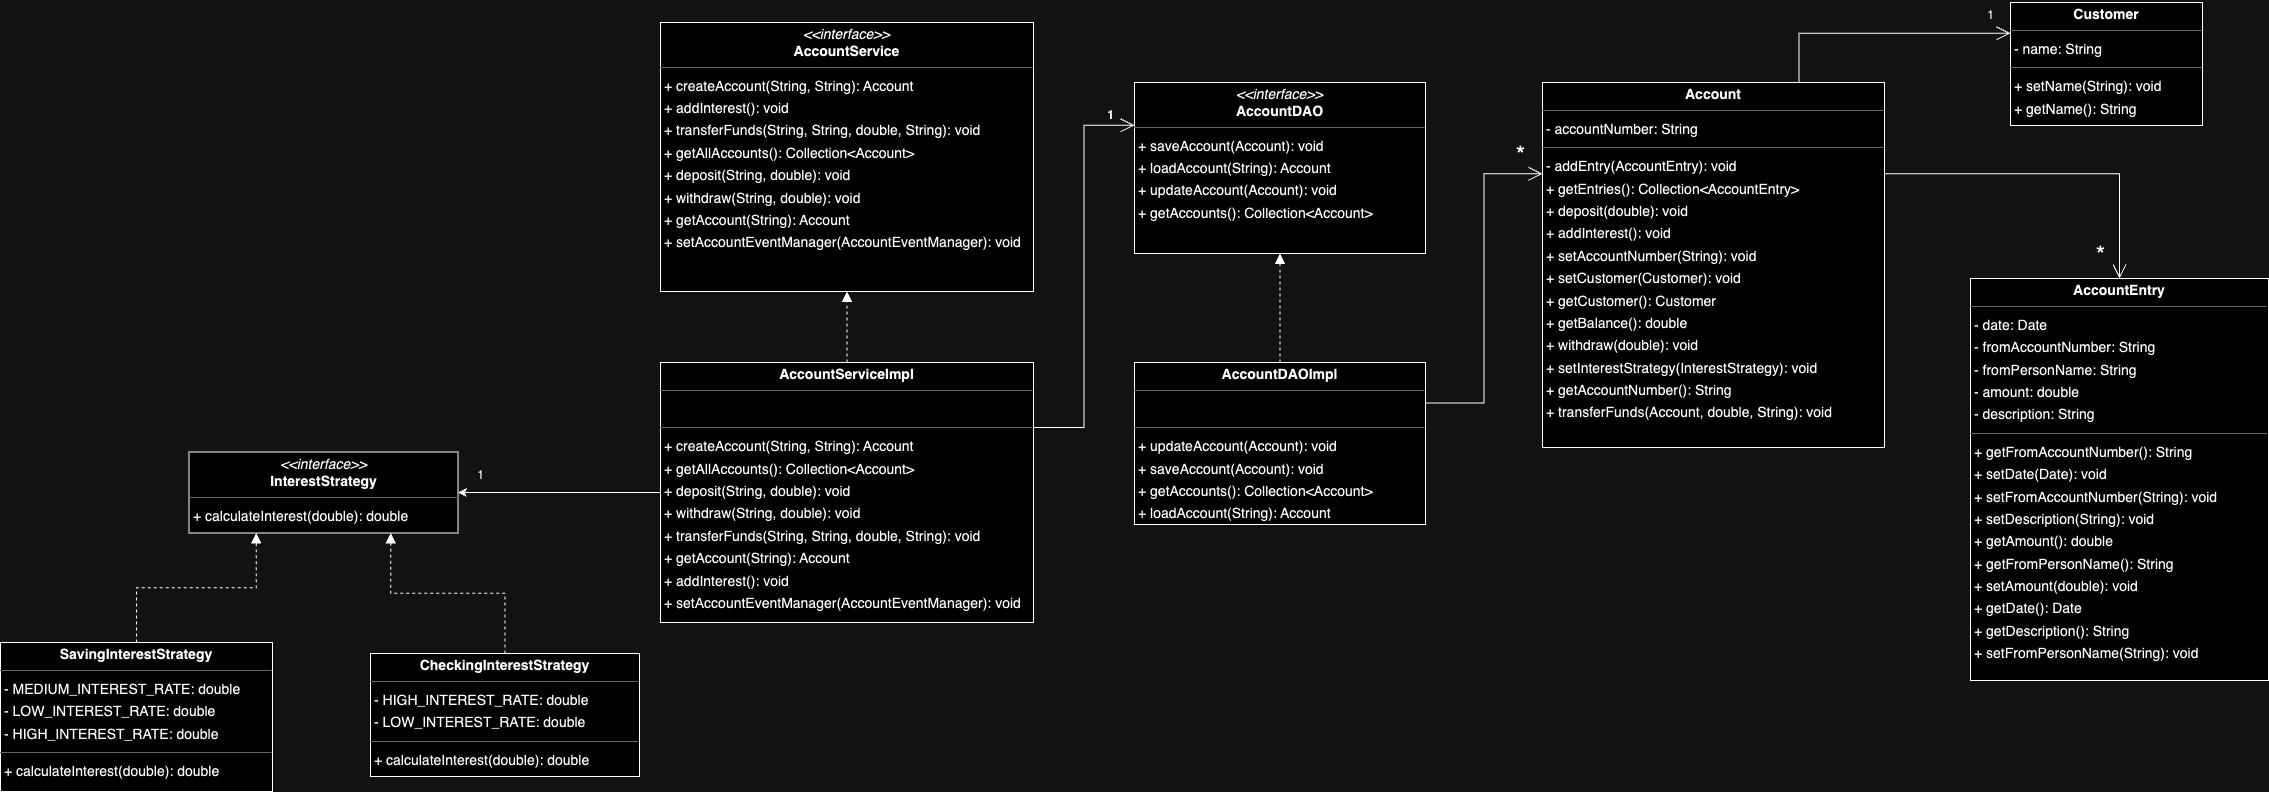 <<interface>>
AccountService
+ createAccount(String, String): Account
+ addInterest(): void
+ transferFunds(String, String, double, String): void
+ getAllAccounts(): Collection<Account>
+ deposit(String, double): void
+ withdraw(String, double): void
+ getAccount(String): Account
+ setAccountEventManager(AccountEventManager): void
1
<<interface>>
AccountDAO
+ saveAccount(Account): void
+ loadAccount(String): Account
+ updateAccount(Account): void
+ getAccounts(): Collection<Account>
*
Account
- accountNumber: String
- addEntry(AccountEntry): void
+ getEntries(): Collection<AccountEntry>
+ deposit(double): void
+ addInterest(): void
+ setAccountNumber(String): void
+ setCustomer(Customer): void
+ getCustomer(): Customer
+ getBalance(): double
+ withdraw(double): void
+ setInterestStrategy(InterestStrategy): void
+ getAccountNumber(): String
+ transferFunds(Account, double, String): void
1
Customer
- name: String
+ setName(String): void
+ getName(): String
*
AccountEntry
- date: Date
- fromAccountNumber: String
- fromPersonName: String
- amount: double
- description: String
+ getFromAccountNumber(): String
+ setDate(Date): void
+ setFromAccountNumber(String): void
+ setDescription(String): void
+ getAmount(): double
+ getFromPersonName(): String
+ setAmount(double): void
+ getDate(): Date
+ getDescription(): String
+ setFromPersonName(String): void
AccountServiceImpl
+ createAccount(String, String): Account
+ getAllAccounts(): Collection<Account>
+ deposit(String, double): void
+ withdraw(String, double): void
+ transferFunds(String, String, double, String): void
+ getAccount(String): Account
+ addInterest(): void
+ setAccountEventManager(AccountEventManager): void
AccountDAOImpl
+ updateAccount(Account): void
+ saveAccount(Account): void
+ getAccounts(): Collection<Account>
+ loadAccount(String): Account
<<interface>>
InterestStrategy
+ calculateInterest(double): double
1
SavingInterestStrategy
- MEDIUM_INTEREST_RATE: double
- LOW_INTEREST_RATE: double
- HIGH_INTEREST_RATE: double
+ calculateInterest(double): double
CheckingInterestStrategy
- HIGH_INTEREST_RATE: double
- LOW_INTEREST_RATE: double
+ calculateInterest(double): double